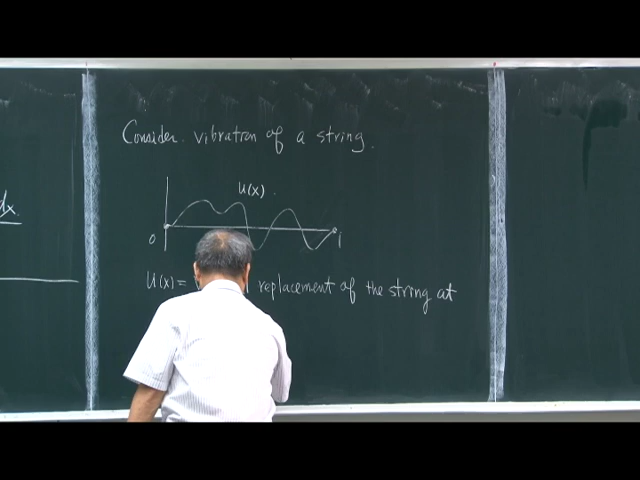 Consider vibration of a string.
dx
u(x)
0
1
u(x) = replacement of the string at